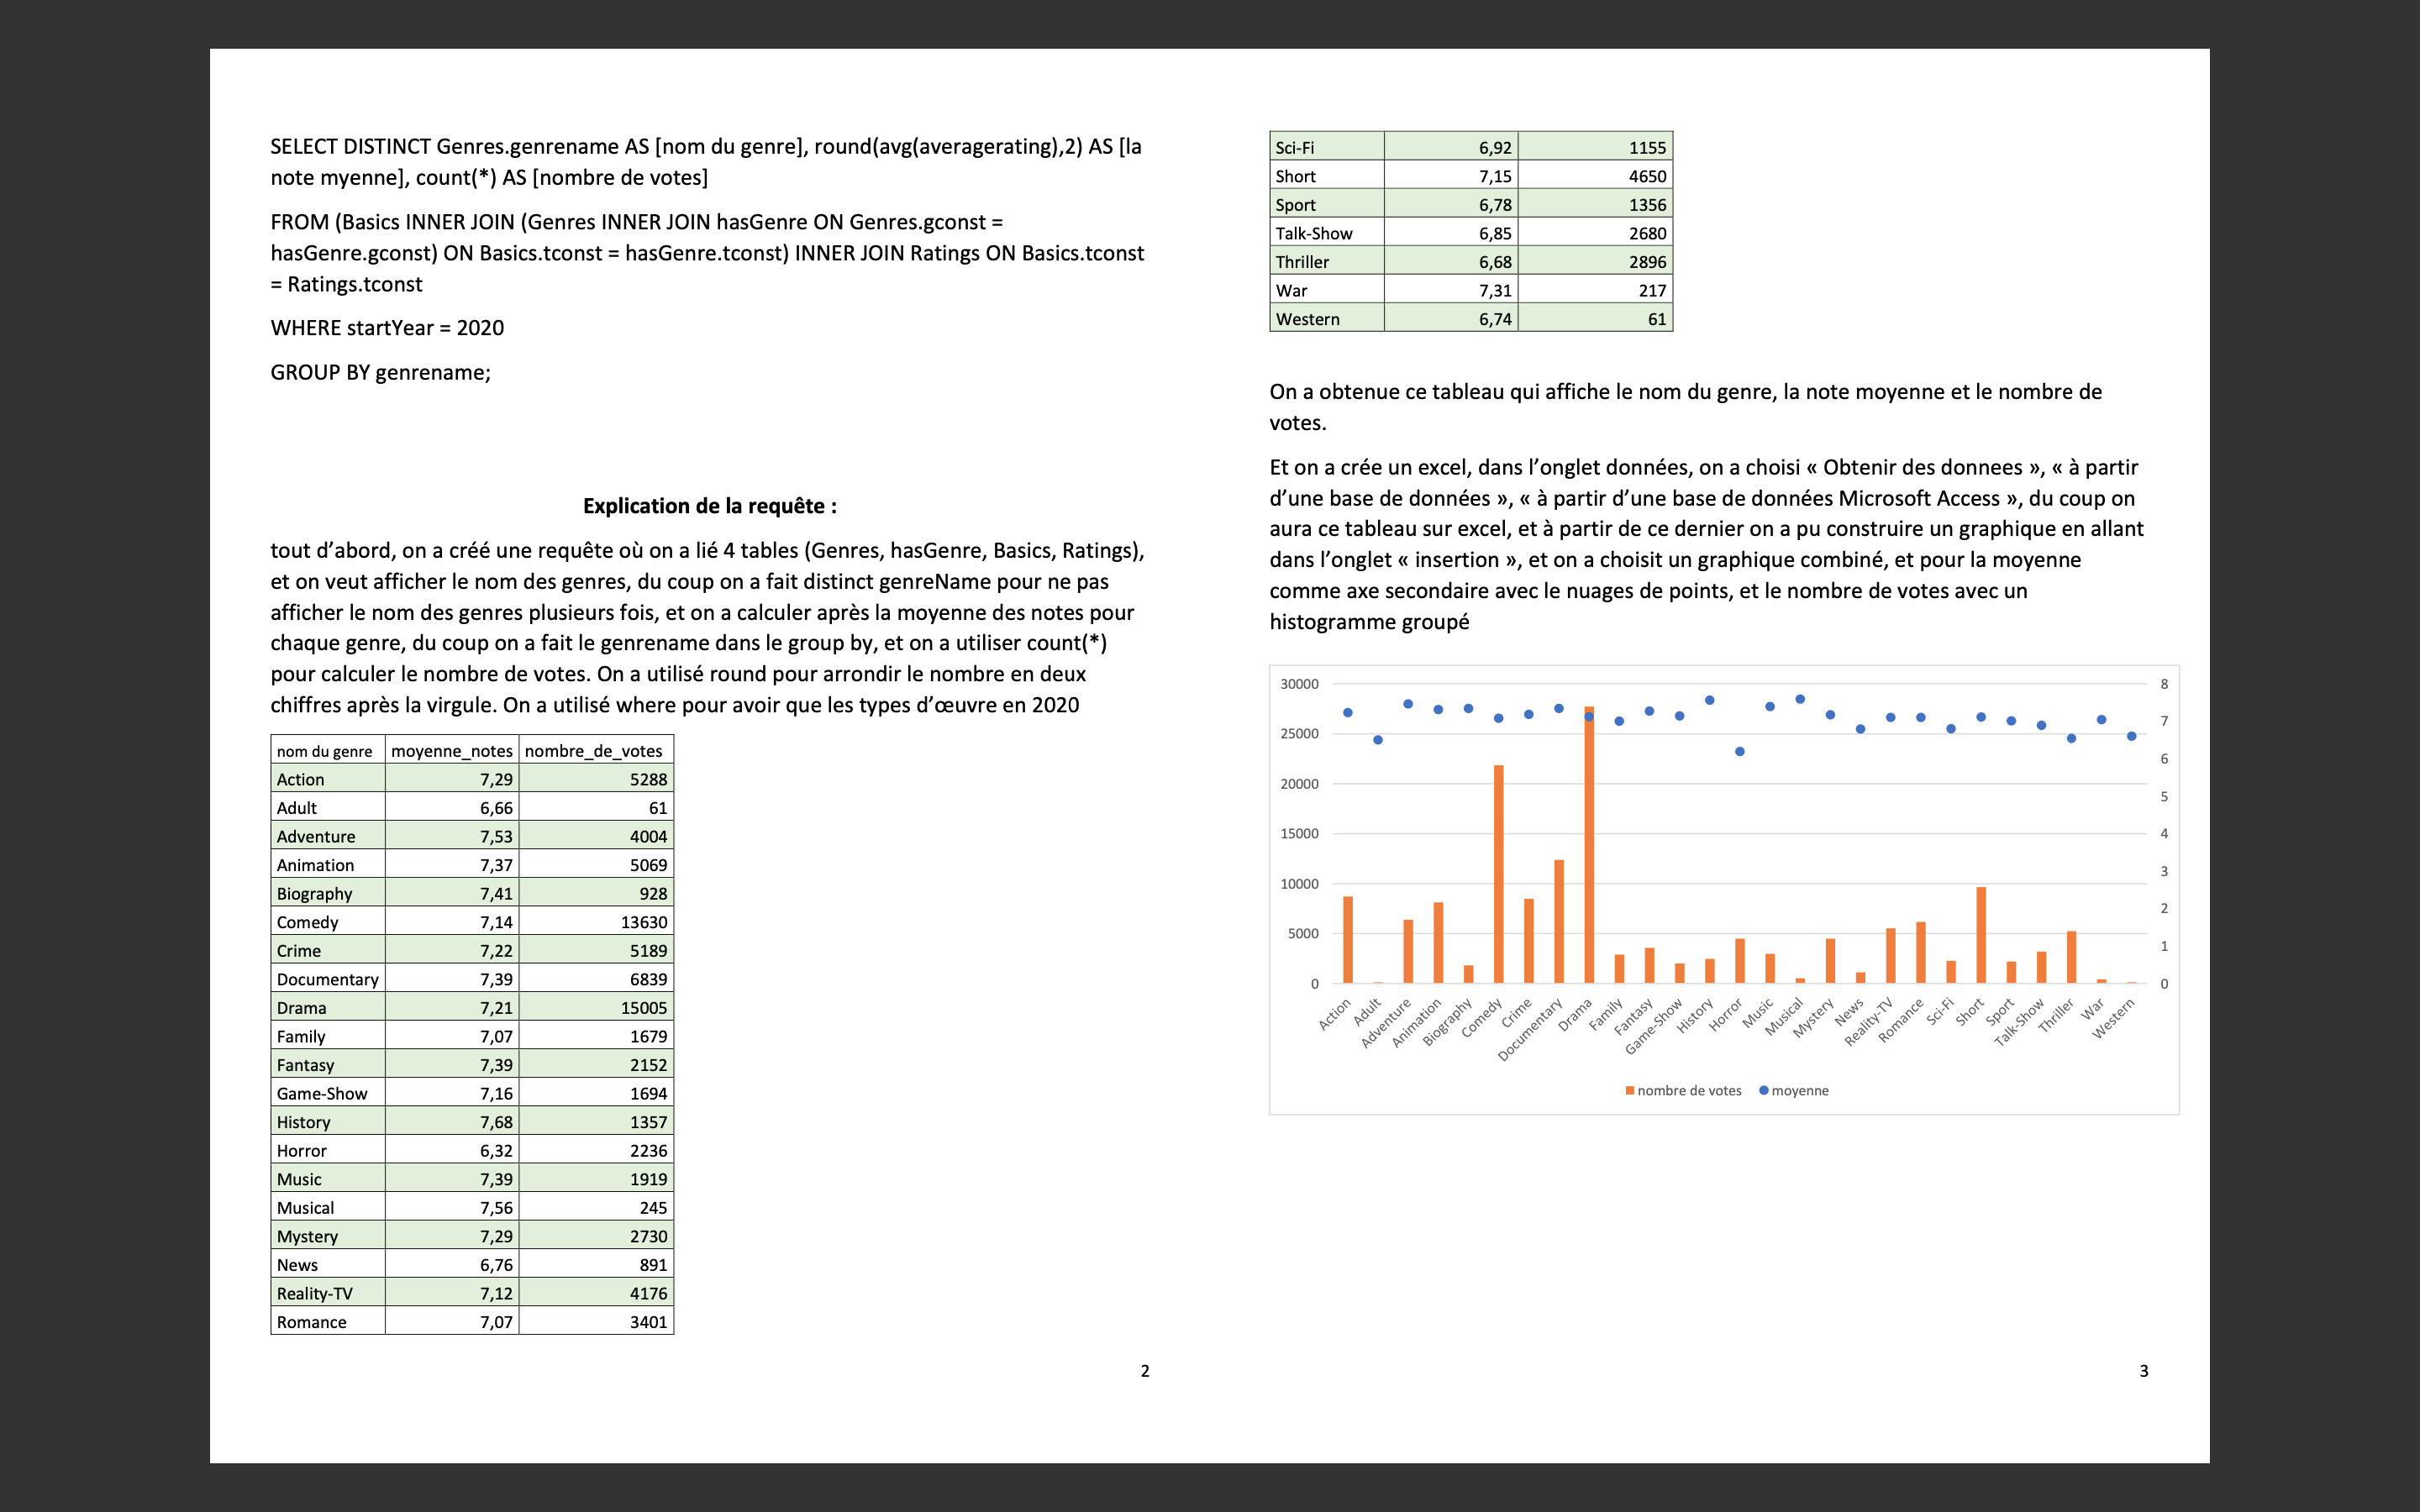 SELECT DISTINCT Genres.genrename AS [nom du genre], round(avg(averagerating),2) AS [la
note myenne], count(*) AS [nombre de votes]
FROM (Basics INNER JOIN (Genres INNER JOIN hasGenre ON Genres.gconst =
hasGenre.gconst) ON Basics.tconst = hasGenre.tconst) INNER JOIN Ratings ON Basics.tconst
= Ratings.tconst
WHERE startYear = 2020
GROUP BY genrename;
Explication de la requête :
tout d’abord, on a créé une requête où on a lié 4 tables (Genres, hasGenre, Basics, Ratings),
et on veut afficher le nom des genres, du coup on a fait distinct genreName pour ne pas
afficher le nom des genres plusieurs fois, et on a calculer après la moyenne des notes pour
chaque genre, du coup on a fait le genrename dans le group by, et on a utiliser count(*)
pour calculer le nombre de votes. On a utilisé round pour arrondir le nombre en deux
chiffres après la virgule. On a utilisé where pour avoir que les types d’œuvre en 2020
nom du genre moyenne_notes nombre_de_votes
Action 7,29 5288
Adult 6,66 61
Adventure 7,53 4004
Animation 7,37 5069
Biography 7,41 928
Comedy 7,14 13630
Crime 7,22 5189
Documentary 7,39 6839
Drama 7,21 15005
Family 7,07 1679
Fantasy 7,39 2152
Game-Show 7,16 1694
History 7,68 1357
Horror 6,32 2236
Music 7,39 1919
Musical 7,56 245
Mystery 7,29 2730
News 6,76 891
Reality-TV 7,12 4176
Romance 7,07 3401
2
Sci-Fi 6,92 1155
Short 7,15 4650
Sport 6,78 1356
Talk-Show 6,85 2680
Thriller 6,68 2896
War 7,31 217
Western 6,74 61
On a obtenue ce tableau qui affiche le nom du genre, la note moyenne et le nombre de
votes.
Et on a crée un excel, dans l’onglet données, on a choisi « Obtenir des donnees », « à partir
d’une base de données », « à partir d’une base de données Microsoft Access », du coup on
aura ce tableau sur excel, et à partir de ce dernier on a pu construire un graphique en allant
dans l’onglet « insertion », et on a choisit un graphique combiné, et pour la moyenne
comme axe secondaire avec le nuages de points, et le nombre de votes avec un
histogramme groupé
30000 8
7
25000
6
20000
5
15000 4
3
10000
2
5000
1
0 0
Action Adult Adventure Animation Biography Comedy Crime Documentary Drama Family Fantasy Game-Show History Horror Music Musical Mystery News Reality-TV Romance Sci-Fi Short Sport Talk-Show Thriller War Western
nombre de votes moyenne
3